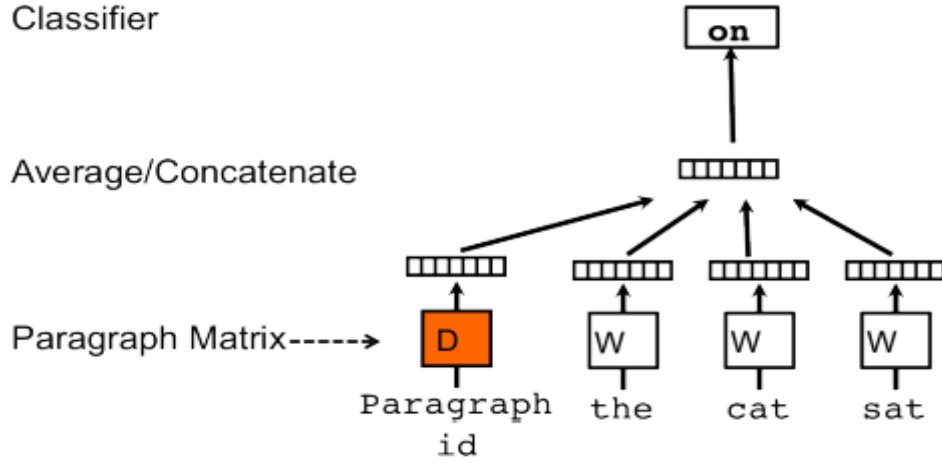 Classifier
on
Average/Concatenate
Paragraph Matrix
D
W
W
W
Paragraph
id
the
cat
sat